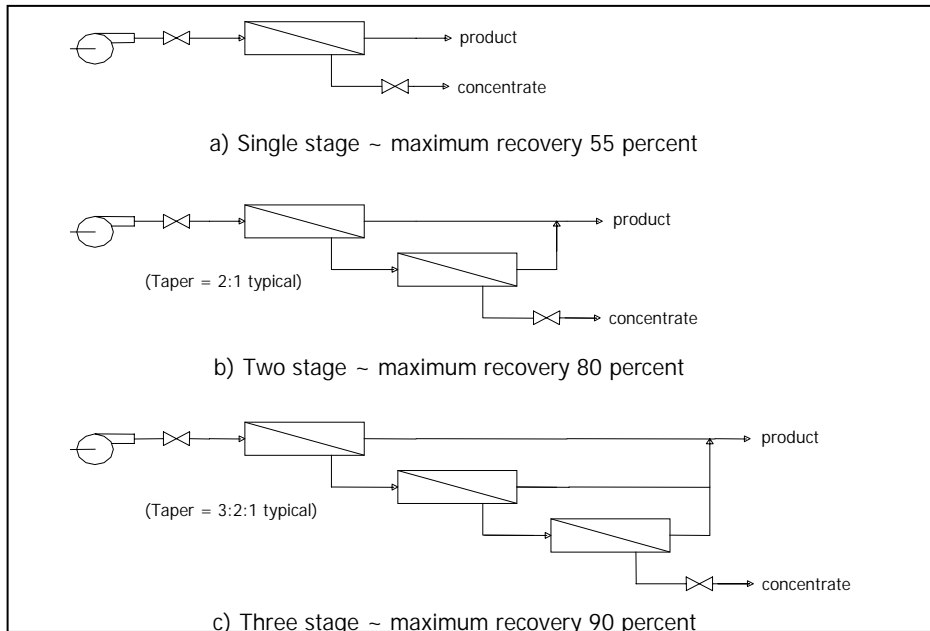 product
concentrate
a) Single stage ~ maximum recovery 55 percent
product
(Taper = 2:1 typical)
concentrate
b) Two stage ~ maximum recovery 80 percent
product
(Taper = 3:2:1 typical)
concentrate
c) Three stage ~ maximum recovery 90 percent